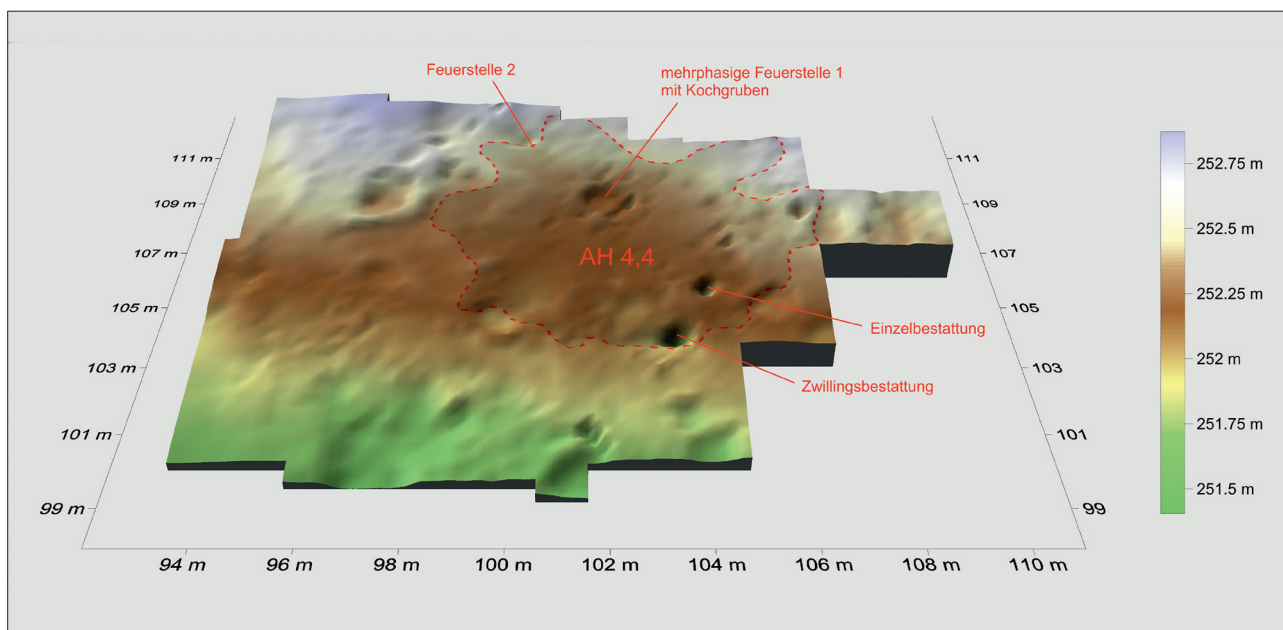 Feuerstelle 2
mehrphasige Feuerstelle 1
mit Kochgruben
AH 4,4
Einzelbestattung
Zwillingsbestattung
111 m
109 m
107 m
105 m
103 m
101 m
99 m
111
109
107
105
103
101
99
94 m
96 m
98 m
100 m
102 m
104 m
106 m
108 m
110 m
252.75 m
252.5 m
252.25 m
252 m
251.75 m
251.5 m